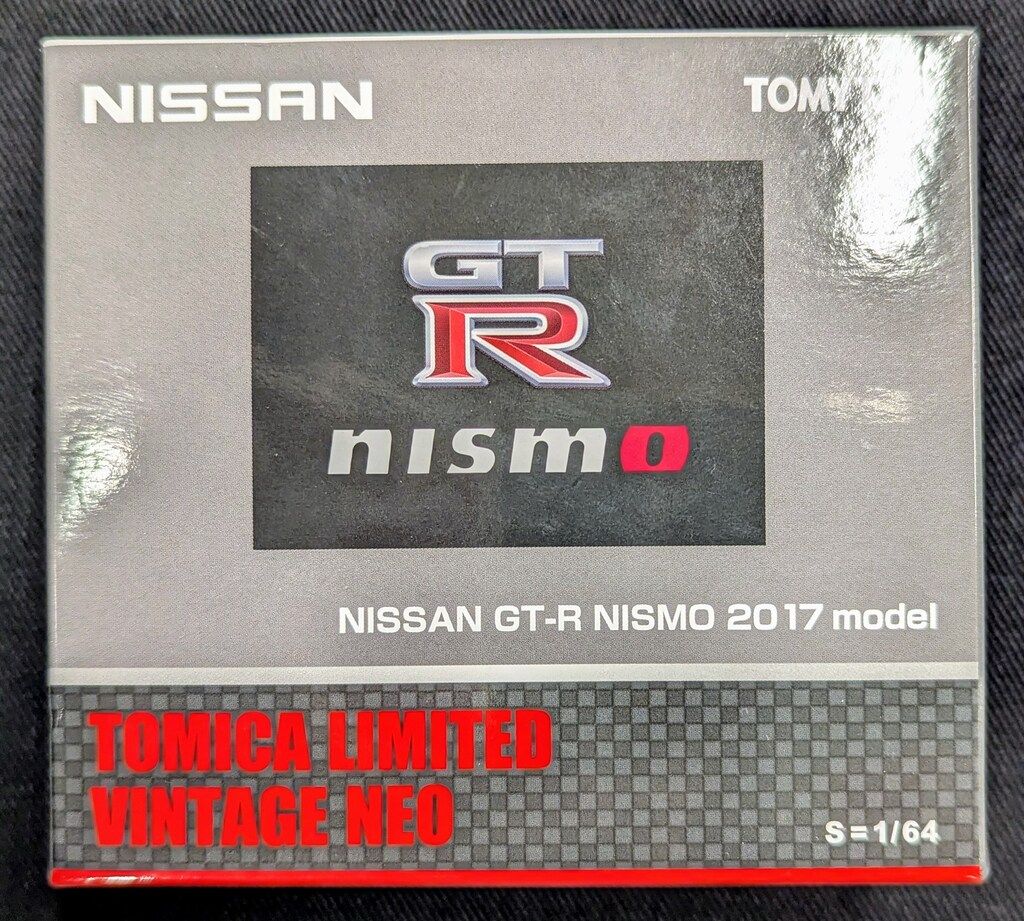 NISSAN
TOMY
GT
R
nismo
NISSAN GT-R NISMO 2017 model
TOMICA LIMITED
VINTAGE NEO
S=1/64